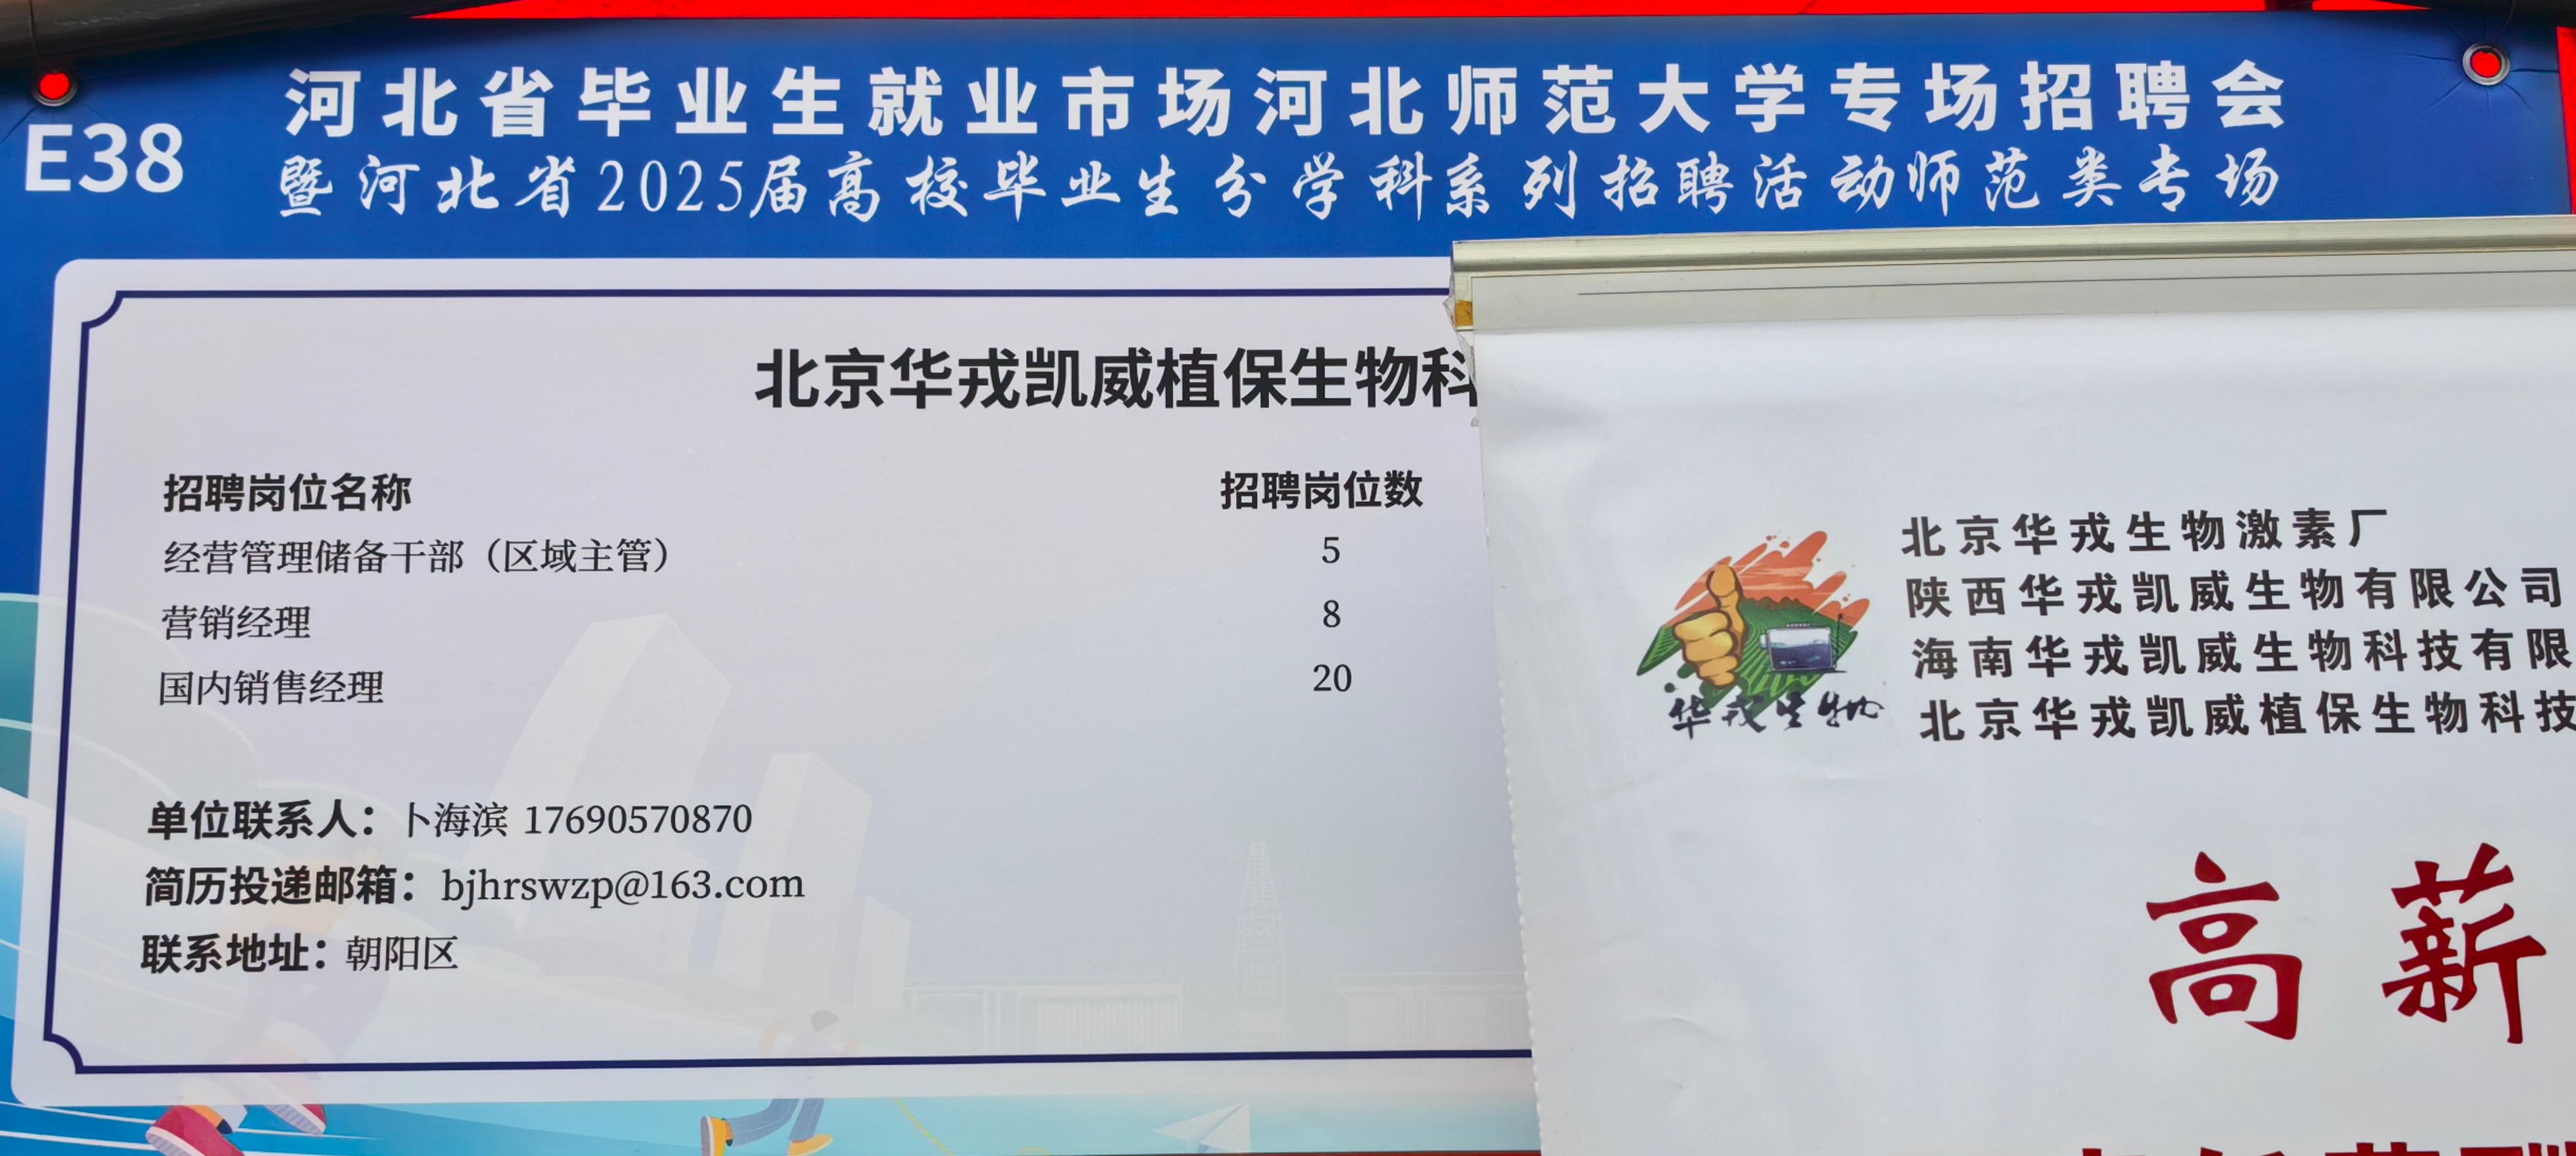 河北省毕业生就业市场河北师范大学专场招聘会
E38
暨河北省2025届高校毕业生分学科系列招聘活动师范类专场
北京华戎凯威植保生物科
招聘岗位名称 招聘岗位数
经营管理储备干部（区域主管） 5
营销经理 8
国内销售经理 20
单位联系人：卜海滨 17690570870
简历投递邮箱：bjhrswzp@163.com
联系地址：朝阳区
华戎生物
北京华戎生物激素厂
陕西华戎凯威生物有限公司
海南华戎凯威生物科技有限
北京华戎凯威植保生物科技
高薪